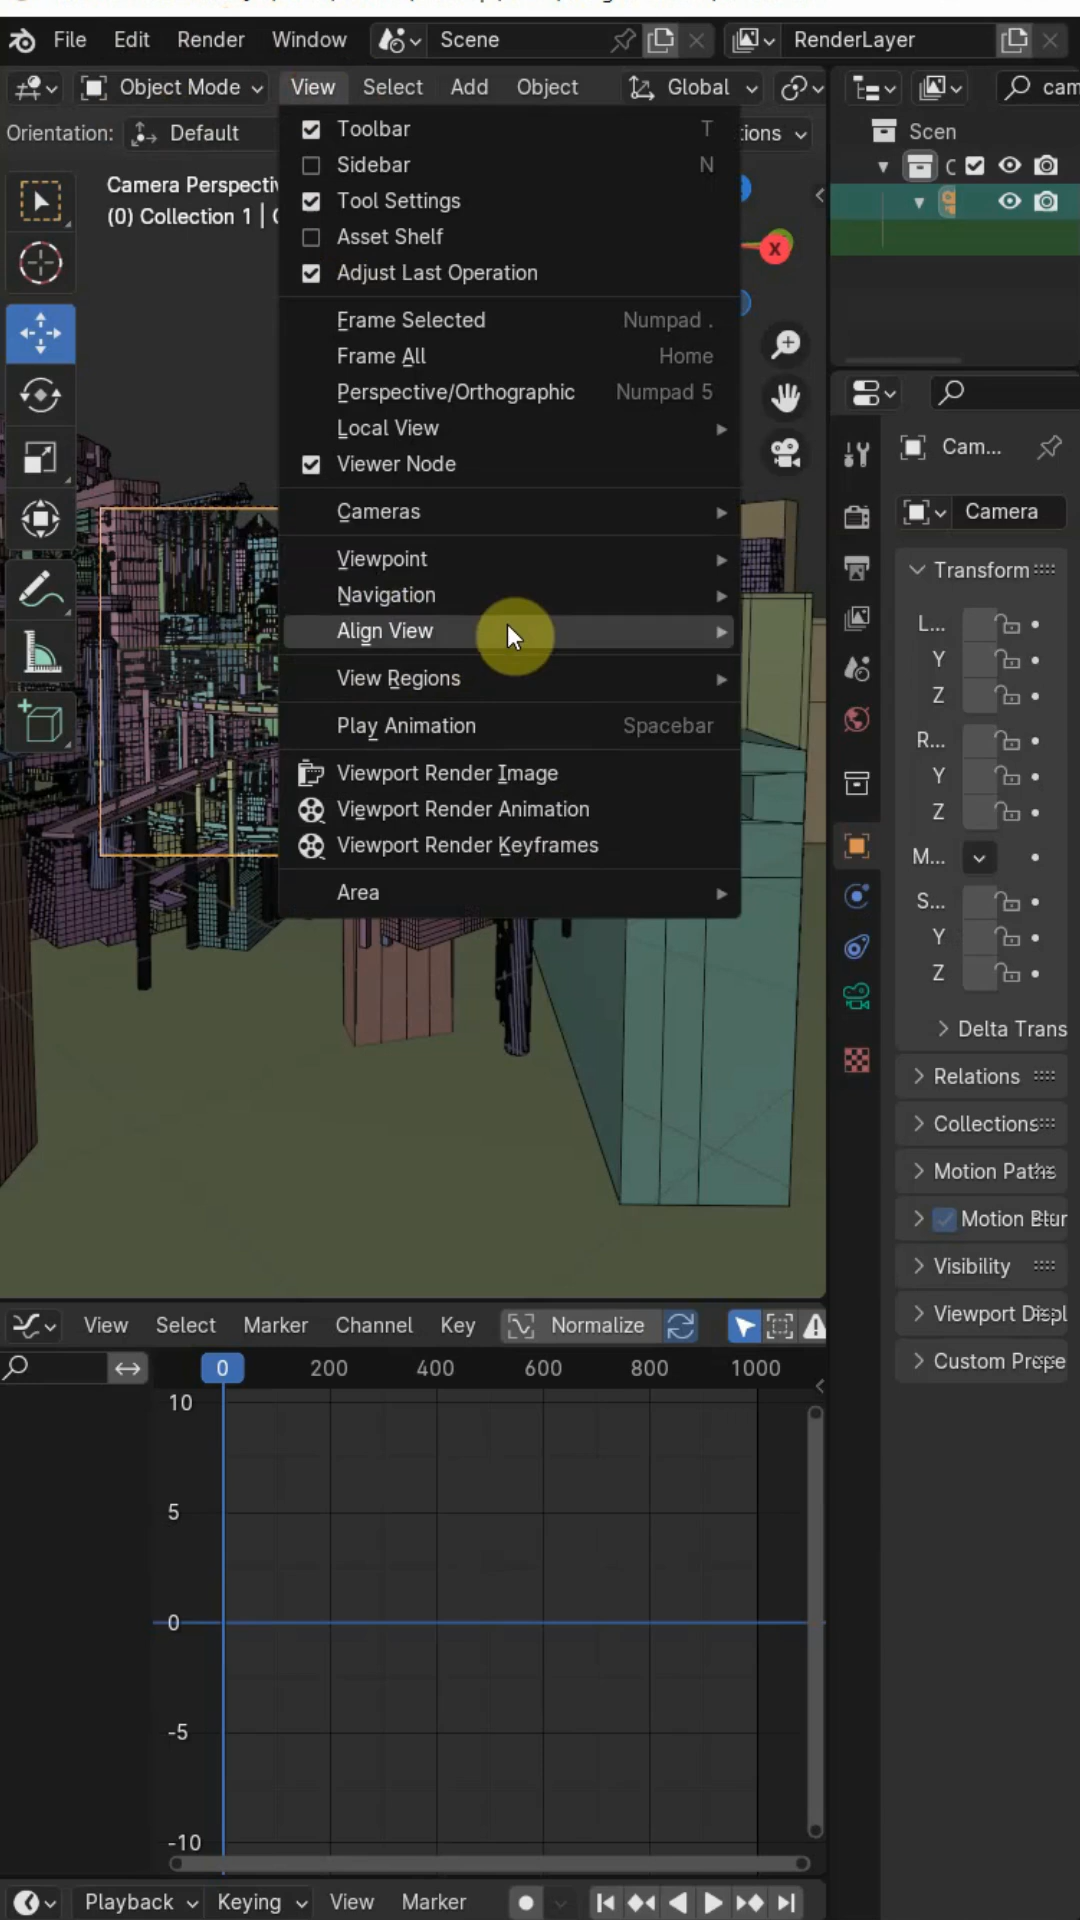 File Edit Render Window Scene RenderLayer
Object Mode View Select Add Object Global
Orientation: Default
Toolbar T
Sidebar N
Tool Settings
Asset Shelf
Adjust Last Operation
Frame Selected Numpad .
Frame All Home
Perspective/Orthographic Numpad 5
Local View
Viewer Node
Cameras
Viewpoint
Navigation
Align View
View Regions
Play Animation Spacebar
Viewport Render Image
Viewport Render Animation
Viewport Render Keyframes
Area
Camera Perspectiv
(0) Collection 1 |
X
cam
Scen
C
Cam...
Camera
Transform
L...
Y
Z
R...
Y
Z
M...
S...
Y
Z
Delta Trans
Relations
Collections
Motion Paths
Motion Blur
Visibility
Viewport Displ
Custom Prope
View Select Marker Channel Key Normalize
0 200 400 600 800 1000
10
5
0
-5
-10
Playback Keying View Marker